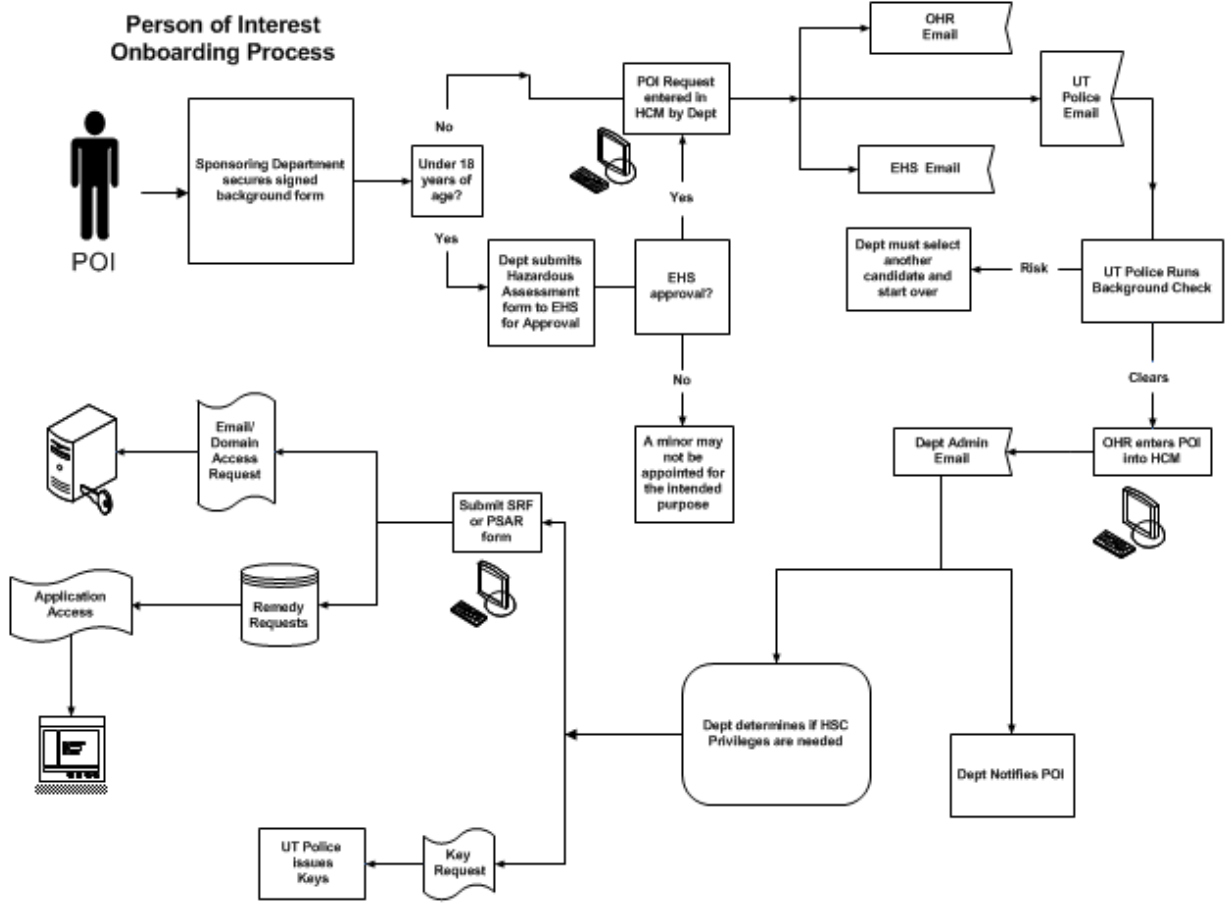 Person of Interest
Onboarding Process
POI
Sponsoring Department
secures signed
background form
Under 18
years of
age?
No
Yes
Dept submits
Hazardous
Assessment
form to EHS
for Approval
EHS
approval?
Yes
No
A minor may
not be
appointed for
the intended
purpose
POI Request
entered in
HCM by Dept
OHR
Email
UT
Police
Email
EHS Email
UT Police Runs
Background Check
Risk
Dept must select
another
candidate and
start over
Clears
OHR enters POI
into HCM
Dept Admin
Email
Dept determines if HSC
Privileges are needed
Dept Notifies POI
Submit SRF
or PSAR
form
Email/
Domain
Access
Request
Remedy
Requests
Application
Access
Key
Request
UT Police
issues
Keys